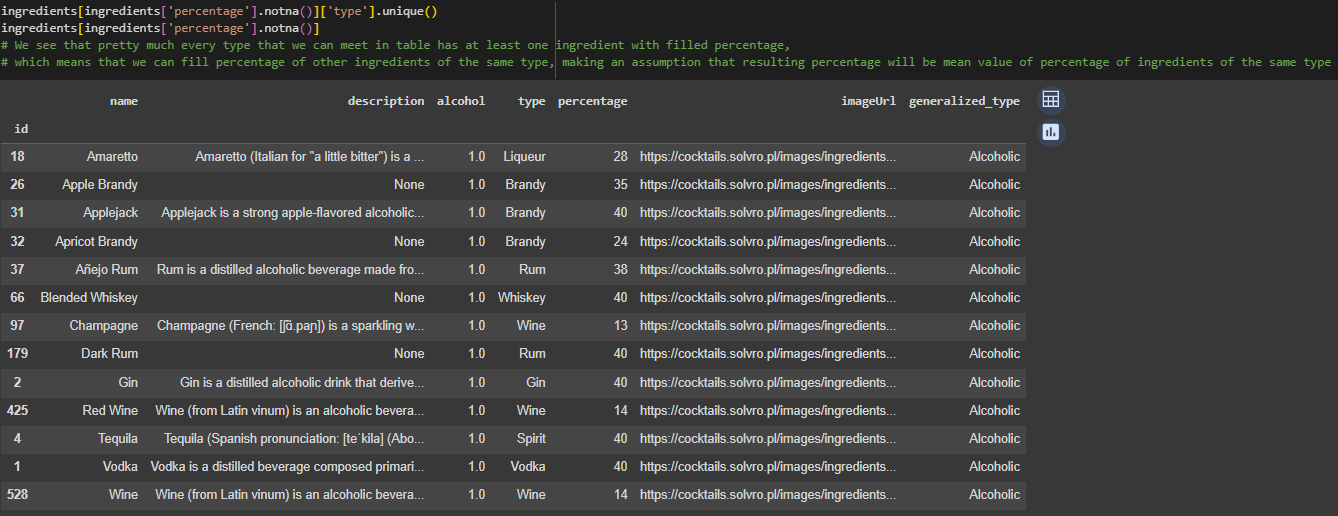 ingredients[ingredients['percentage'].notna()]['type'].unique()
ingredients[ingredients['percentage'].notna()]
# We see that pretty much every type that we can meet in table has at least one ingredient with filled percentage,
# which means that we can fill percentage of other ingredients of the same type, making an assumption that resulting percentage will be mean value of percentage of ingredients of the same type
name description alcohol type percentage imageUrl generalized_type
id
18 Amaretto Amaretto (Italian for "a little bitter") is a ... 1.0 Liqueur 28 https://cocktails.solvro.pl/images/ingredients... Alcoholic
26 Apple Brandy None 1.0 Brandy 35 https://cocktails.solvro.pl/images/ingredients... Alcoholic
31 Applejack Applejack is a strong apple-flavored alcoholic... 1.0 Brandy 40 https://cocktails.solvro.pl/images/ingredients... Alcoholic
32 Apricot Brandy None 1.0 Brandy 24 https://cocktails.solvro.pl/images/ingredients... Alcoholic
37 Añejo Rum Rum is a distilled alcoholic beverage made fro... 1.0 Rum 38 https://cocktails.solvro.pl/images/ingredients... Alcoholic
66 Blended Whiskey None 1.0 Whiskey 40 https://cocktails.solvro.pl/images/ingredients... Alcoholic
97 Champagne Champagne (French: [ʃɑ̃.paɲ]) is a sparkling w... 1.0 Wine 13 https://cocktails.solvro.pl/images/ingredients... Alcoholic
179 Dark Rum None 1.0 Rum 40 https://cocktails.solvro.pl/images/ingredients... Alcoholic
2 Gin Gin is a distilled alcoholic drink that derive... 1.0 Gin 40 https://cocktails.solvro.pl/images/ingredients... Alcoholic
425 Red Wine Wine (from Latin vinum) is an alcoholic bevera... 1.0 Wine 14 https://cocktails.solvro.pl/images/ingredients... Alcoholic
4 Tequila Tequila (Spanish pronunciation: [teˈkila] (Abo... 1.0 Spirit 40 https://cocktails.solvro.pl/images/ingredients... Alcoholic
1 Vodka Vodka is a distilled beverage composed primari... 1.0 Vodka 40 https://cocktails.solvro.pl/images/ingredients... Alcoholic
528 Wine Wine (from Latin vinum) is an alcoholic bevera... 1.0 Wine 14 https://cocktails.solvro.pl/images/ingredients... Alcoholic